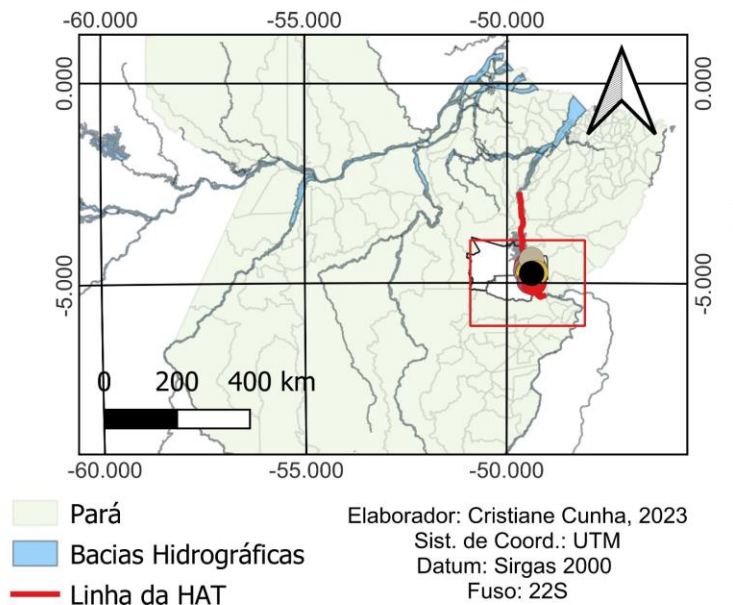 -60.000 -55.000 -50.000
0.000 0.000
-5.000 -5.000
0 200 400 km
-60.000 -55.000 -50.000
Pará
Bacias Hidrográficas
Linha da HAT
Elaborador: Cristiane Cunha, 2023
Sist. de Coord.: UTM
Datum: Sirgas 2000
Fuso: 22S